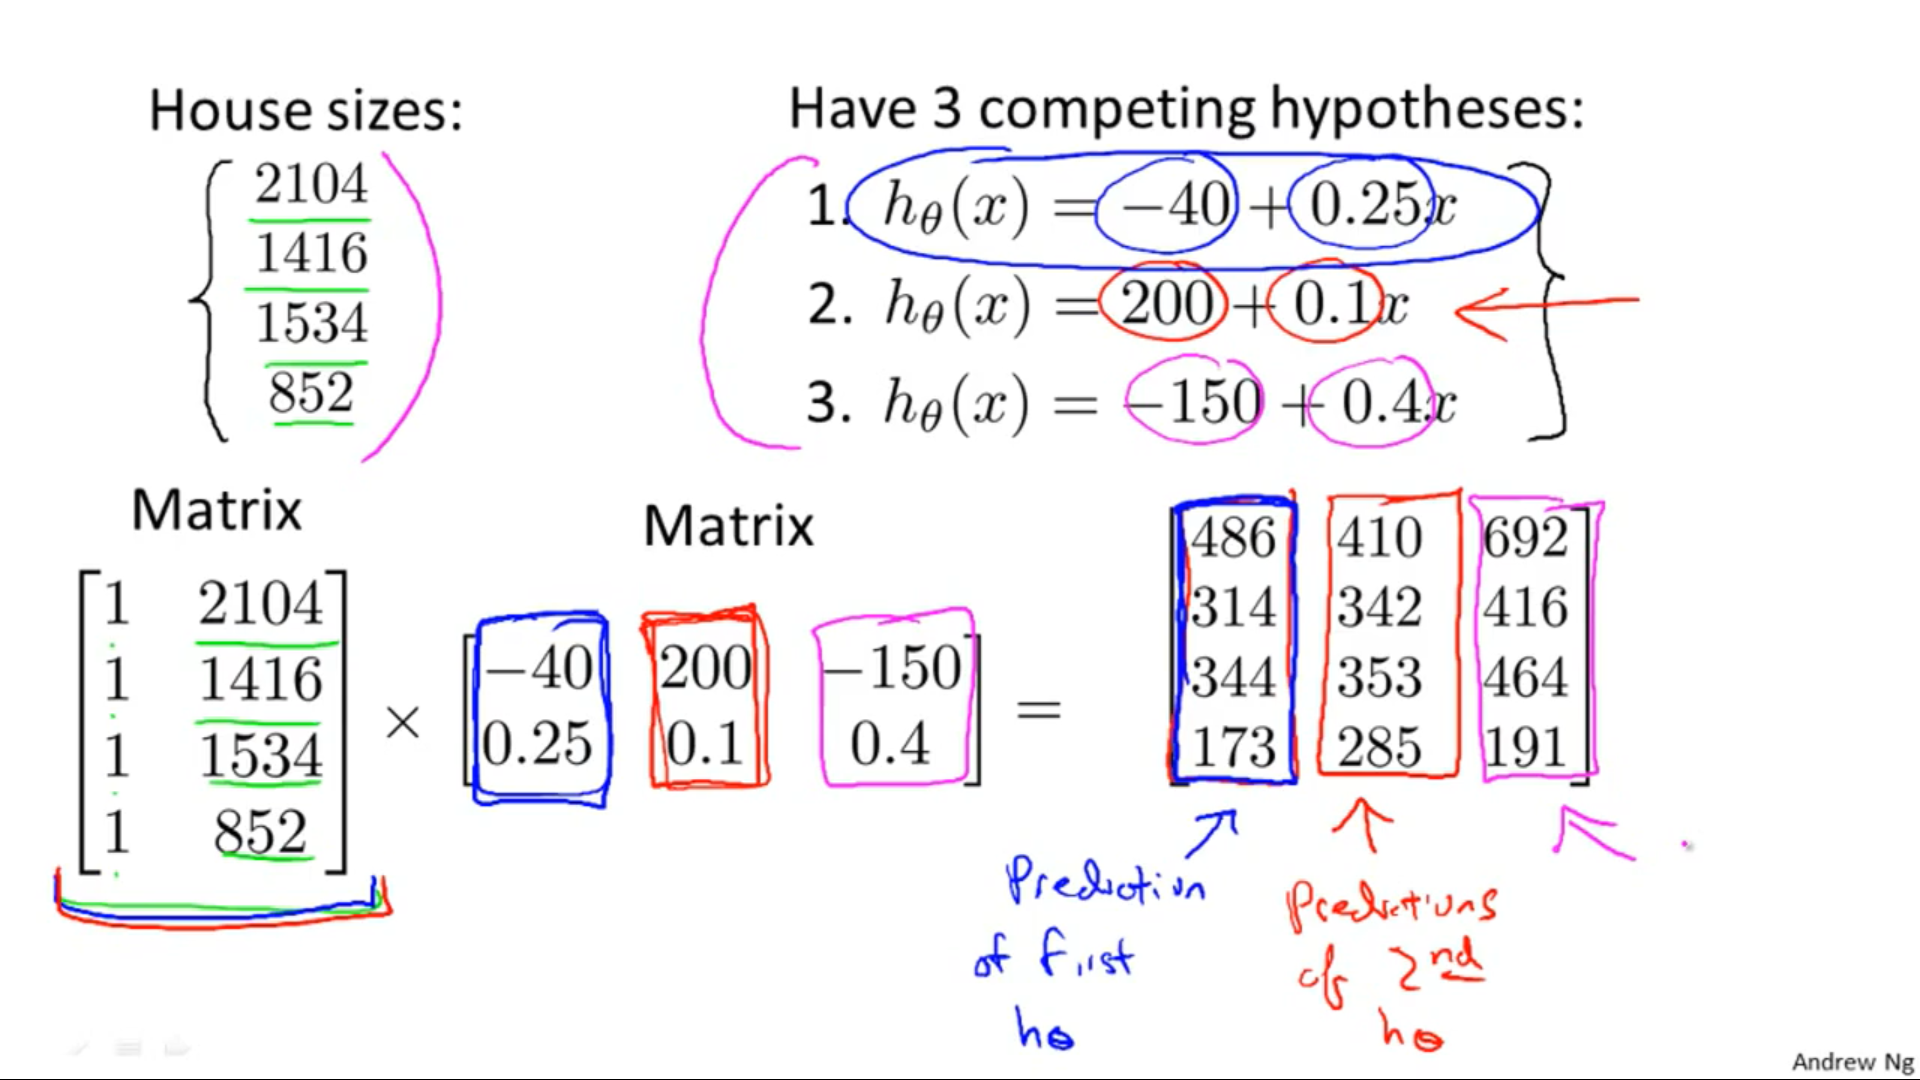 House sizes:
2104
1416
1534
852
Have 3 competing hypotheses:
1. hθ(x) = −40 + 0.25x
2. hθ(x) = 200 + 0.1x
3. hθ(x) = −150 + 0.4x
Matrix
1 2104
1 1416
1 1534
1 852
×
Matrix
−40 200 −150
0.25 0.1 0.4
=
486 410 692
314 342 416
344 353 464
173 285 191
Prediction
of first
hθ
Predictions
of 2nd
hθ
Andrew Ng